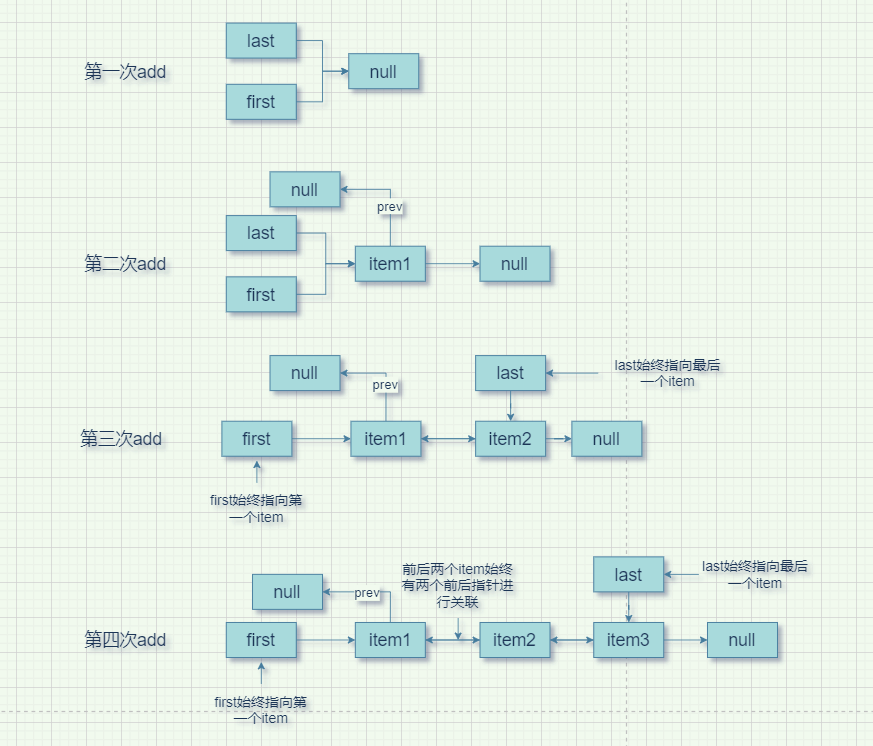 last
第一次add
null
first
null
prev
last
第二次add
item1
null
first
null
prev
last
last始终指向最后
一个item
第三次add
first
item1
item2
null
first始终指向第
一个item
前后两个item始终
有两个前后指针进
行关联
null
prev
last
last始终指向最后
一个item
第四次add
first
item1
item2
item3
null
first始终指向第
一个item